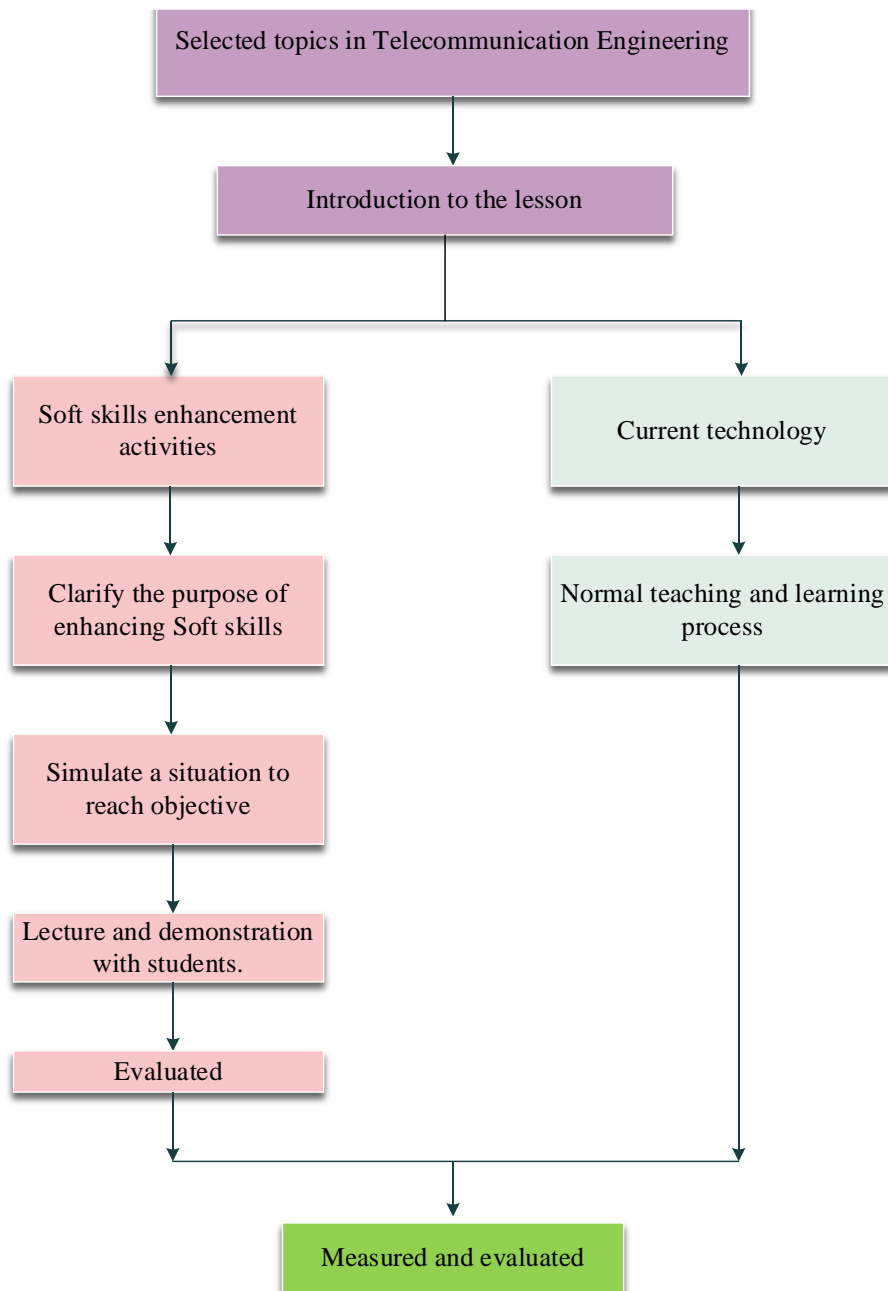 Selected topics in Telecommunication Engineering
Introduction to the lesson
Soft skills enhancement
activities
Current technology
Clarify the purpose of
enhancing Soft skills
Normal teaching and learning
process
Simulate a situation to
reach objective
Lecture and demonstration
with students.
Evaluated
Measured and evaluated